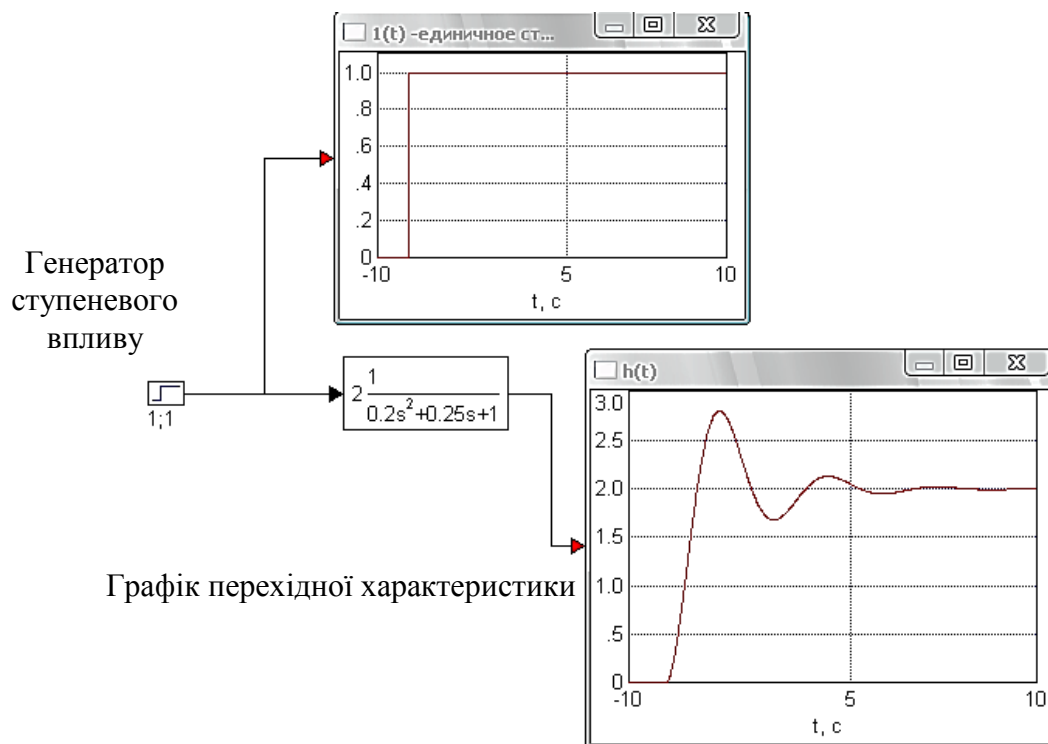 1(t) -единичное ст...
1.0
.8
.6
.4
.2
0
-10 5 10
t, c
Генератор
ступеневого
впливу
1;1
2 1
0.2s²+0.25s+1
h(t)
3.0
2.5
2.0
1.5
1.0
.5
0
-10 5 10
t, c
Графік перехідної характеристики